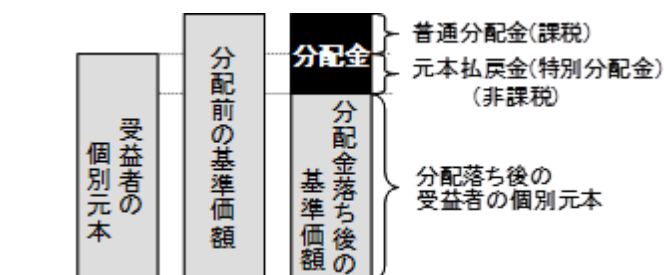 受益者の
個別元本
分配前の基準価額
分配金
分配金落ち後の
基準価額
普通分配金(課税)
元本払戻金(特別分配金)
(非課税)
分配落ち後の
受益者の個別元本